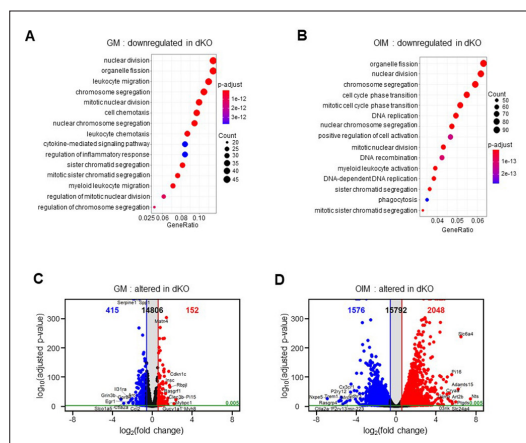 A
GM : downregulated in dKO
nuclear division
organelle fission
leukocyte migration
chromosome segregation
mitotic nuclear division
cell chemotaxis
nuclear chromosome segregation
leukocyte chemotaxis
cytokine-mediated signaling pathway
regulation of inflammatory response
sister chromatid segregation
mitotic sister chromatid segregation
myeloid leukocyte migration
regulation of mitotic nuclear division
regulation of chromosome segregation
0.025 0.05 0.10
GeneRatio
p-adjust
1e-12
2e-12
3e-12
Count
20
25
30
35
40
45
B
OIM : downregulated in dKO
organelle fission
nuclear division
chromosome segregation
cell cycle phase transition
mitotic cell cycle phase transition
DNA replication
nuclear chromosome segregation
positive regulation of cell activation
mitotic nuclear division
DNA recombination
myeloid leukocyte activation
DNA-dependent DNA replication
sister chromatid segregation
phagocytosis
mitotic sister chromatid segregation
0.04 0.05 0.06
GeneRatio
Count
50
60
70
80
90
p-adjust
1e-13
2e-13
C
GM : altered in dKO
415 14806 152
Matn4
Cdkn1c
0.005
300
200
100
0
-8 -4 0 4 8
log₂(fold change)
log₁₀(adjusted p-value)
D
OIM : altered in dKO
1576 15792 2048
Slc6a4
Pi16
Adamts15
0.005
300
200
100
0
-8 -4 0 4 8
log₂(fold change)
log₁₀(adjusted p-value)